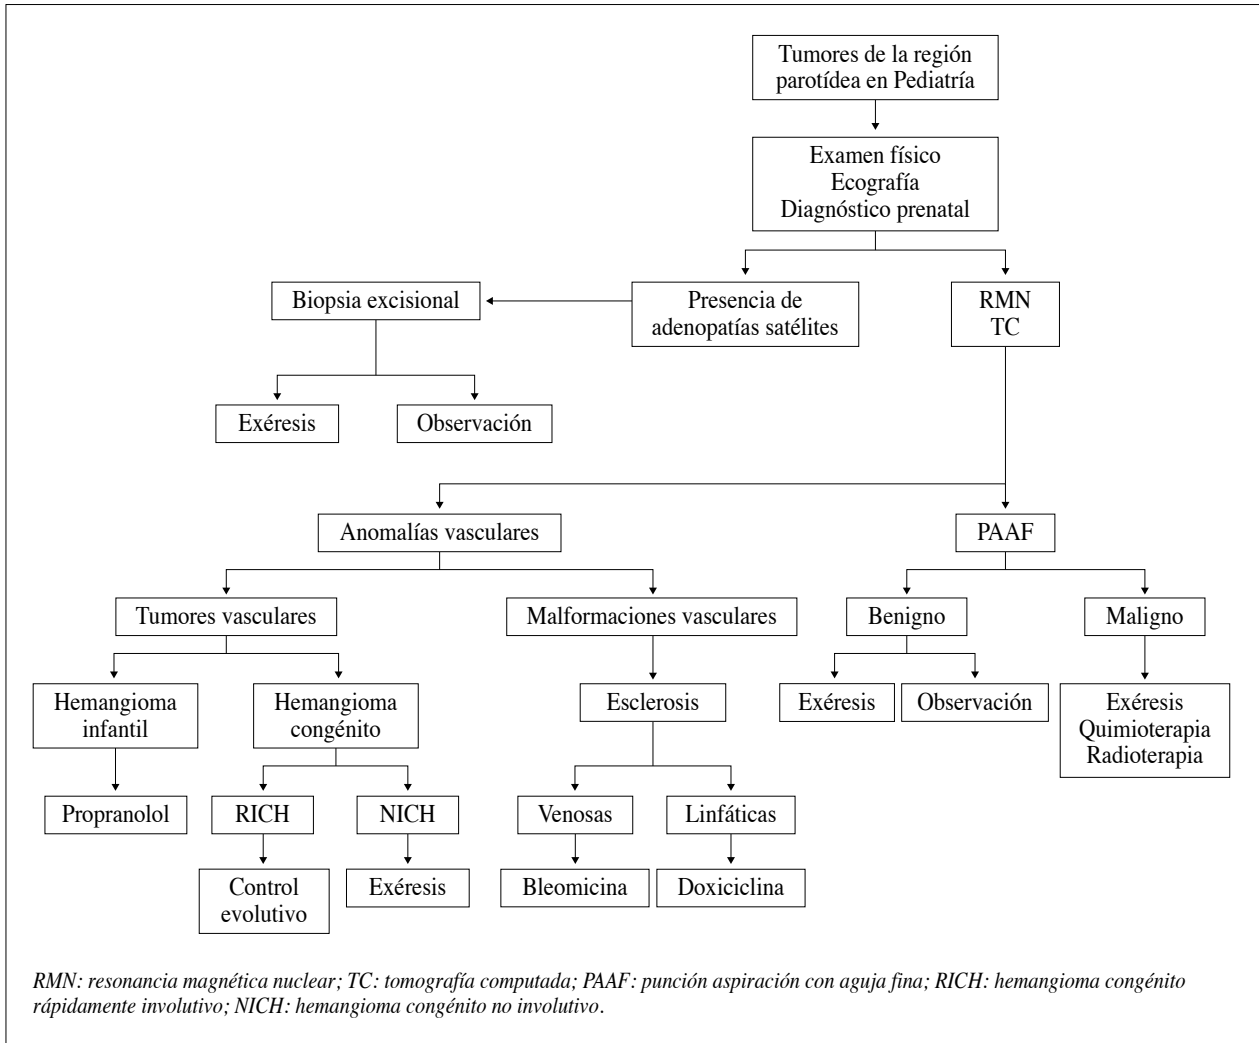 Tumores de la región
parotídea en Pediatría
Examen físico
Ecografía
Diagnóstico prenatal
Biopsia excisional
Presencia de
adenopatías satélites
RMN
TC
Exéresis
Observación
Anomalías vasculares
PAAF
Tumores vasculares
Malformaciones vasculares
Benigno
Maligno
Hemangioma
infantil
Hemangioma
congénito
Esclerosis
Exéresis
Observación
Exéresis
Quimioterapia
Radioterapia
Propranolol
RICH
NICH
Venosas
Linfáticas
Control
evolutivo
Exéresis
Bleomicina
Doxiciclina
RMN: resonancia magnética nuclear; TC: tomografía computada; PAAF: punción aspiración con aguja fina; RICH: hemangioma congénito
rápidamente involutivo; NICH: hemangioma congénito no involutivo.